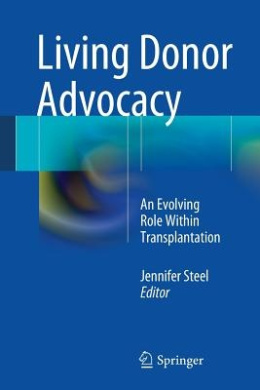 Living Donor
Advocacy
An Evolving
Role Within
Transplantation
Jennifer Steel
Editor
Springer